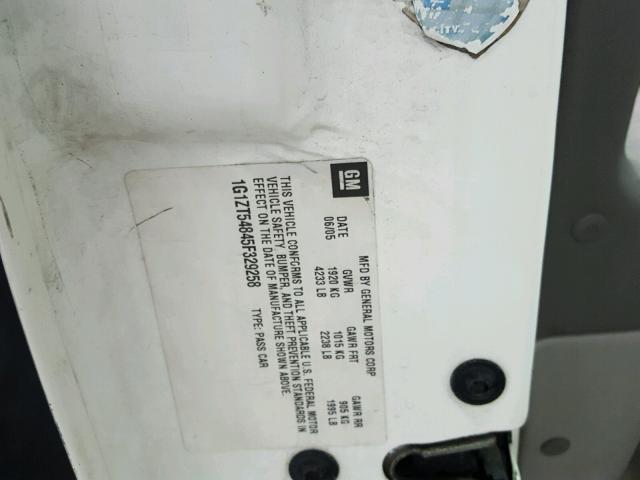 CITY
GM
MFD BY GENERAL MOTORS CORP
DATE GVWR GAWR FRT GAWR RR
06/05 1920 KG 1015 KG 905 KG
4233 LB 2238 LB 1995 LB
THIS VEHICLE CONFORMS TO ALL APPLICABLE U.S. FEDERAL MOTOR
VEHICLE SAFETY, BUMPER, AND THEFT PREVENTION STANDARDS IN
EFFECT ON THE DATE OF MANUFACTURE SHOWN ABOVE.
1G1ZT54845F329258 TYPE: PASS CAR